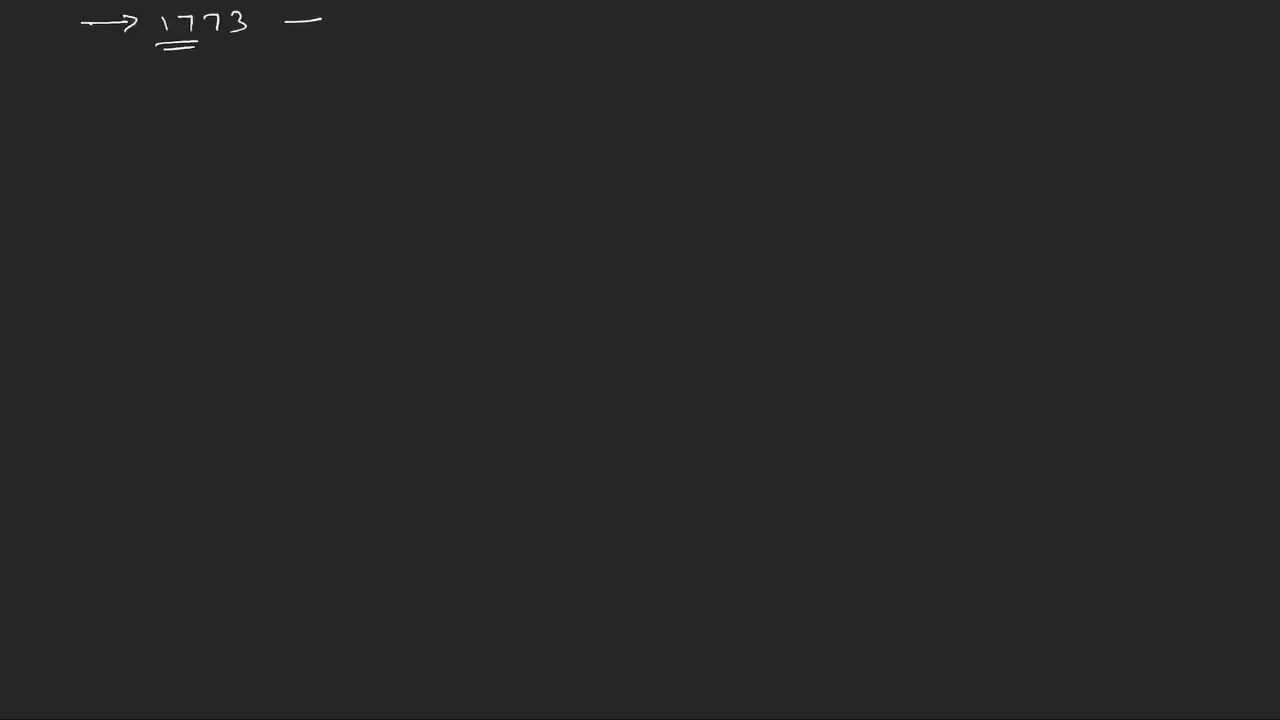 → 1773 —